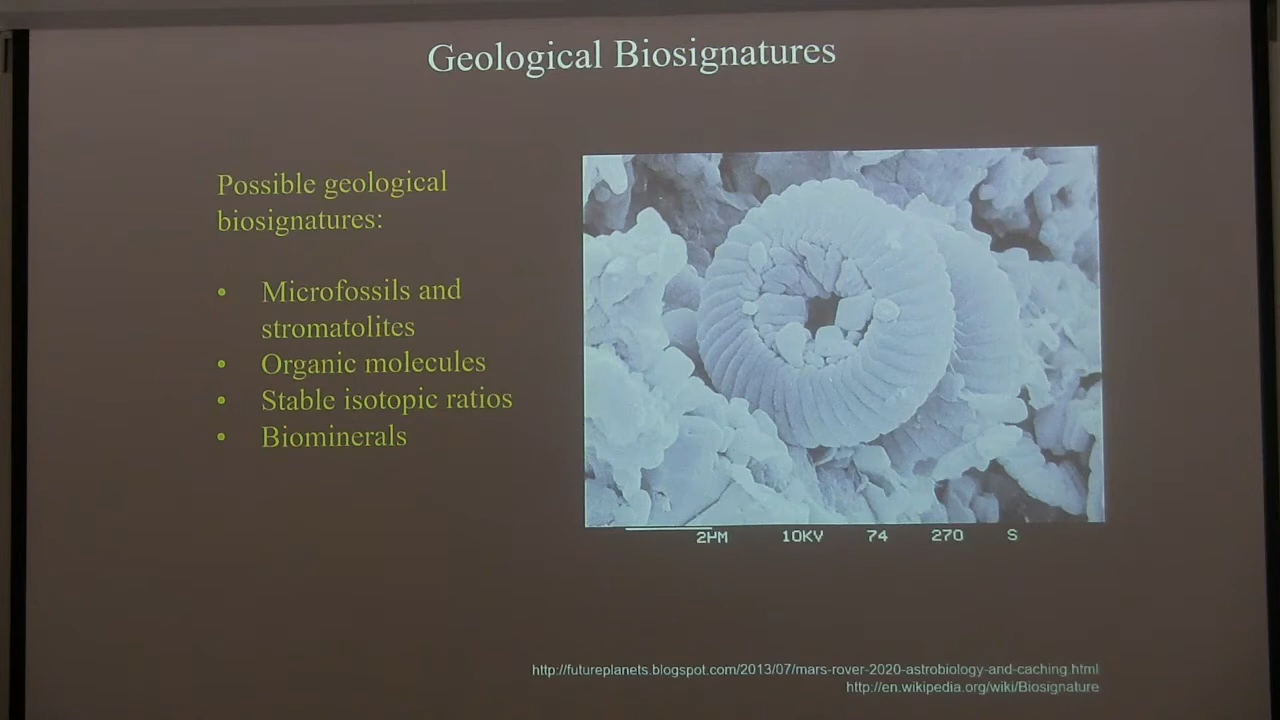 Geological Biosignatures
Possible geological
biosignatures:
• Microfossils and
stromatolites
• Organic molecules
• Stable isotopic ratios
• Biominerals
2µM 10KV 74 270 S
http://futureplanets.blogspot.com/2013/07/mars-rover-2020-astrobiology-and-caching.html
http://en.wikipedia.org/wiki/Biosignature